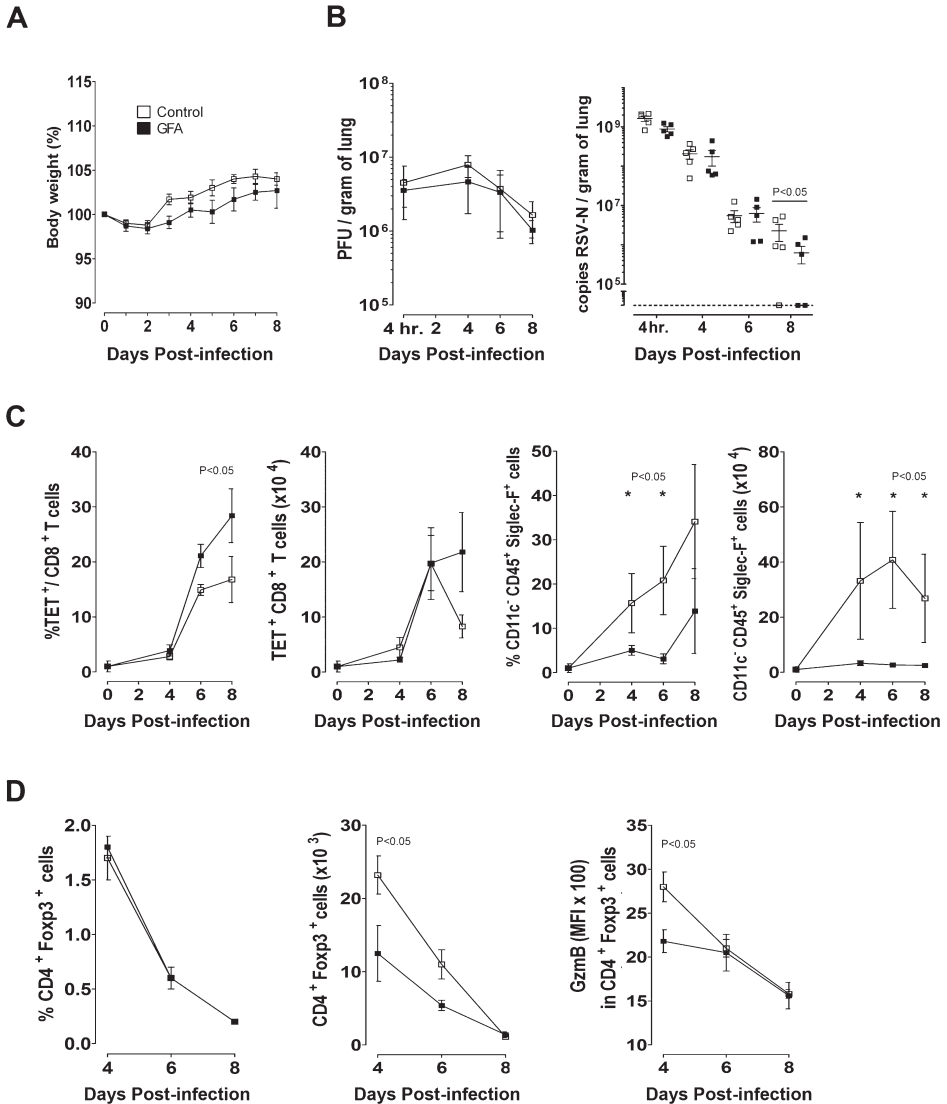 A
B
115
110
105
100
95
90
Body weight (%)
Control
GFA
0 2 4 6 8
Days Post-infection
10⁸
10⁷
10⁶
10⁵
PFU / gram of lung
4 hr. 2 4 6 8
Days Post-infection
10⁹
10⁷
10⁵
copies RSV-N / gram of lung
P<0.05
4hr. 4 6 8
Days Post-infection
C
40
30
20
10
0
%TET⁺/ CD8⁺ T cells
P<0.05
0 2 4 6 8
Days Post-infection
40
30
20
10
0
TET⁺ CD8⁺ T cells (x10⁴)
0 2 4 6 8
Days Post-infection
50
40
30
20
10
0
% CD11c⁻ CD45⁺ Siglec-F⁺ cells
P<0.05
* *
0 2 4 6 8
Days Post-infection
80
60
40
20
0
CD11c⁻ CD45⁺ Siglec-F⁺ cells (x10⁴)
P<0.05
* * *
0 2 4 6 8
Days Post-infection
D
2.0
1.5
1.0
0.5
0.0
% CD4⁺ Foxp3⁺ cells
4 6 8
Days Post-infection
30
20
10
0
CD4⁺ Foxp3⁺ cells (x10³)
P<0.05
4 6 8
Days Post-infection
35
30
25
20
15
10
GzmB (MFI x 100)
in CD4⁺ Foxp3⁺ cells
P<0.05
4 6 8
Days Post-infection